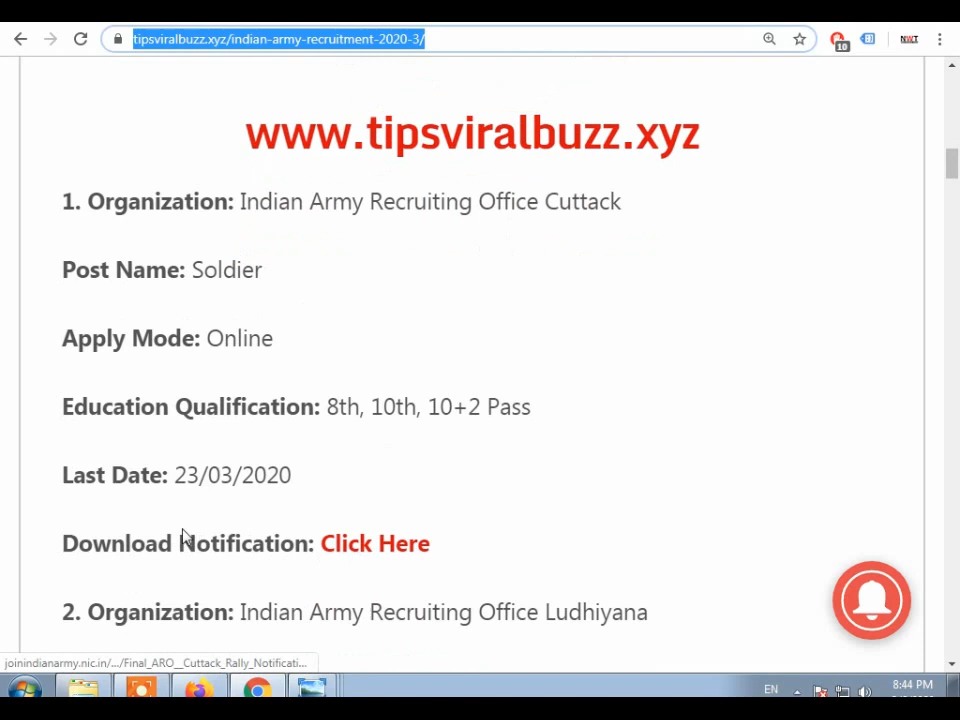 tipsviralbuzz.xyz/indian-army-recruitment-2020-3/
10
NWT
www.tipsviralbuzz.xyz
1. Organization: Indian Army Recruiting Office Cuttack
Post Name: Soldier
Apply Mode: Online
Education Qualification: 8th, 10th, 10+2 Pass
Last Date: 23/03/2020
Download Notification: Click Here
2. Organization: Indian Army Recruiting Office Ludhiyana
joinindianarmy.nic.in/.../Final_ARO__Cuttack_Rally_Notificati...
EN
8:44 PM